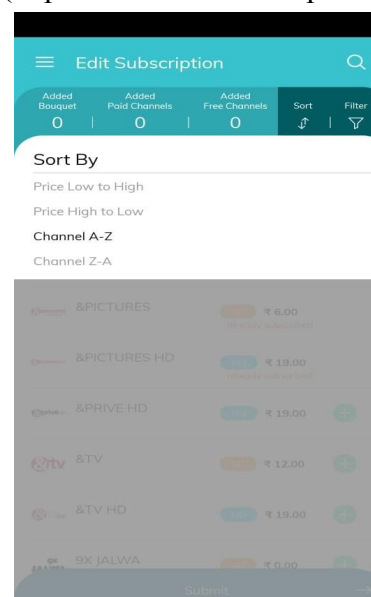 Edit Subscription
Added Bouquet
0
Added Paid Channels
0
Added Free Channels
0
Sort
Filter
Sort By
Price Low to High
Price High to Low
Channel A-Z
Channel Z-A
&PICTURES
₹ 6.00
&PICTURES HD
₹ 19.00
&PRIVE HD
₹ 19.00
&tv
&TV
₹ 12.00
&TV HD
₹ 19.00
9X JALWA
₹ 0.00
Submit